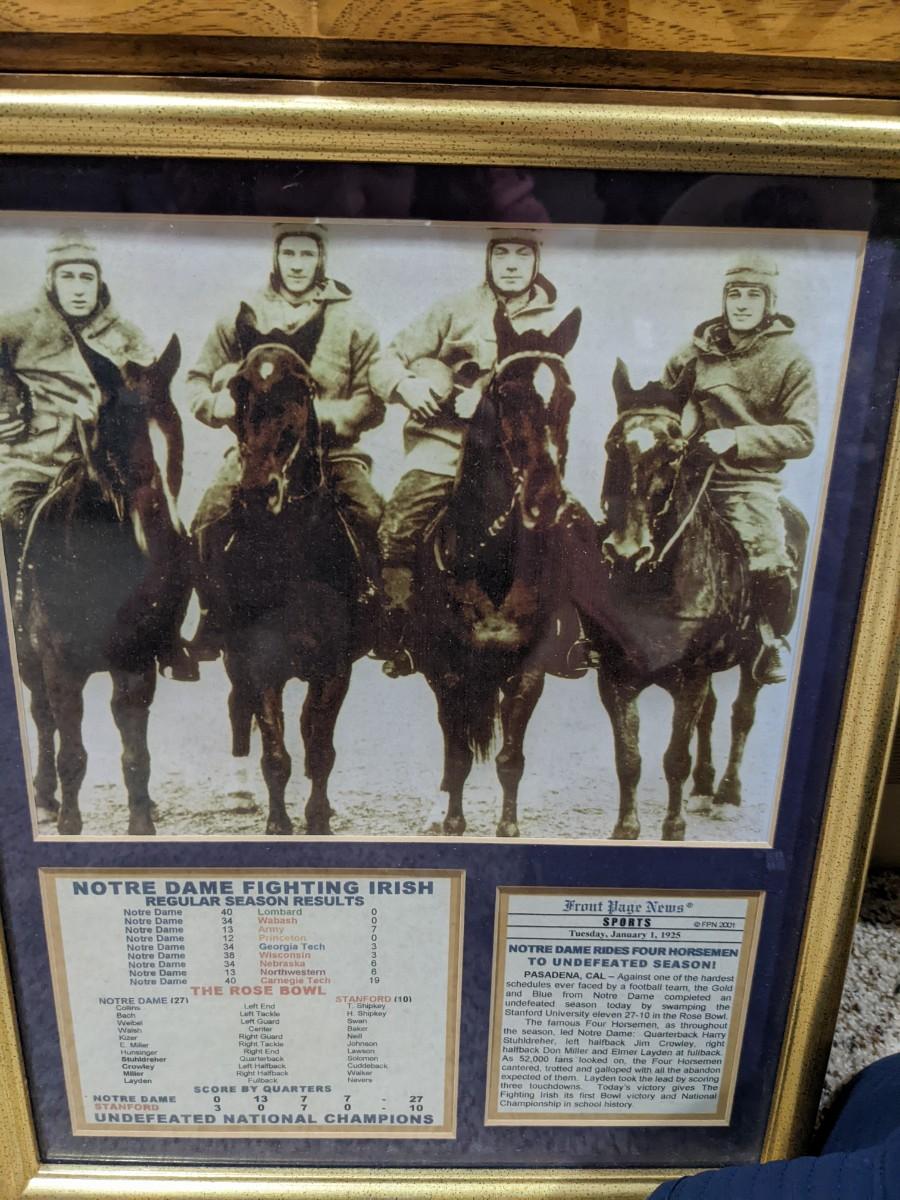 NOTRE DAME FIGHTING IRISH
REGULAR SEASON RESULTS
Notre Dame 40 Lombard 0
Notre Dame 34 Wabash 0
Notre Dame 13 Army 7
Notre Dame 12 Princeton 0
Notre Dame 34 Georgia Tech 3
Notre Dame 38 Wisconsin 3
Notre Dame 34 Nebraska 6
Notre Dame 13 Northwestern 6
Notre Dame 40 Carnegie Tech 19
THE ROSE BOWL
NOTRE DAME (27) STANFORD (10)
Collins Left End T. Shipkey
Bach Left Tackle H. Shipkey
Weibel Left Guard Swan
Walsh Center Baker
Kizer Right Guard Neill
E. Miller Right Tackle Johnson
Hunsinger Right End Lawson
Stuhldreher Quarterback Solomon
Crowley Left Halfback Cuddeback
Miller Right Halfback Walker
Layden Fullback Nevers
SCORE BY QUARTERS
NOTRE DAME 0 13 7 7 - 27
STANFORD 3 0 7 0 - 10
UNDEFEATED NATIONAL CHAMPIONS
Front Page News®
SPORTS © FPN 2001
Tuesday, January 1, 1925
NOTRE DAME RIDES FOUR HORSEMEN
TO UNDEFEATED SEASON!
PASADENA, CAL – Against one of the hardest
schedules ever faced by a football team, the Gold
and Blue from Notre Dame completed an
undefeated season today by swamping the
Stanford University eleven 27-10 in the Rose Bowl.
The famous Four Horsemen, as throughout
the season, led Notre Dame: Quarterback Harry
Stuhldreher, left halfback Jim Crowley, right
halfback Don Miller and Elmer Layden at fullback.
As 52,000 fans looked on, the Four Horsemen
cantered, trotted and galloped with all the abandon
expected of them. Layden took the lead by scoring
three touchdowns. Today's victory gives The
Fighting Irish its first Bowl victory and National
Championship in school history.